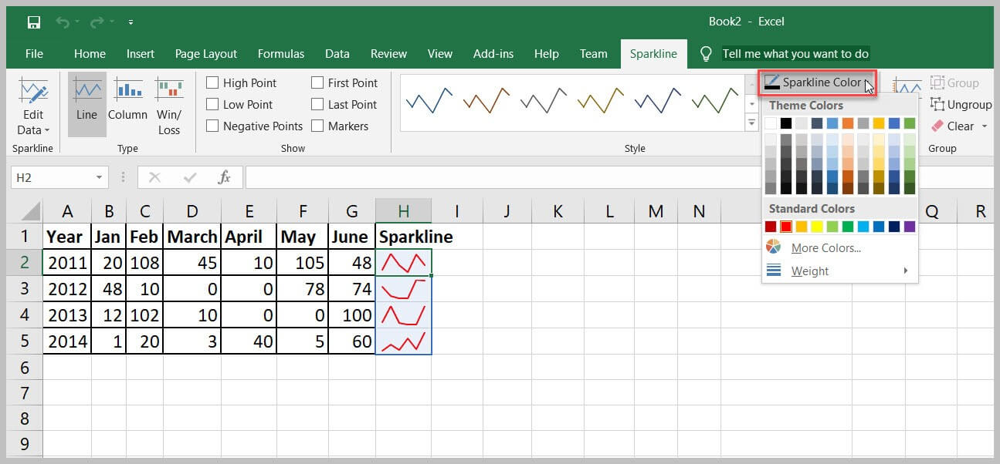 Book2 - Excel
File Home Insert Page Layout Formulas Data Review View Add-ins Help Team Sparkline Tell me what you want to do
Edit Data
Line
Column
Win/
Loss
High Point
First Point
Low Point
Last Point
Negative Points
Markers
Sparkline Color
Group
Ungroup
Clear
Sparkline Type Show Style Group
Theme Colors
Standard Colors
More Colors...
Weight
H2 fx
A B C D E F G H I J K L M N Q R
1 Year Jan Feb March April May June Sparkline
2 2011 20 108 45 10 105 48
3 2012 48 10 0 0 78 74
4 2013 12 102 10 0 0 100
5 2014 1 20 3 40 5 60
6
7
8
9